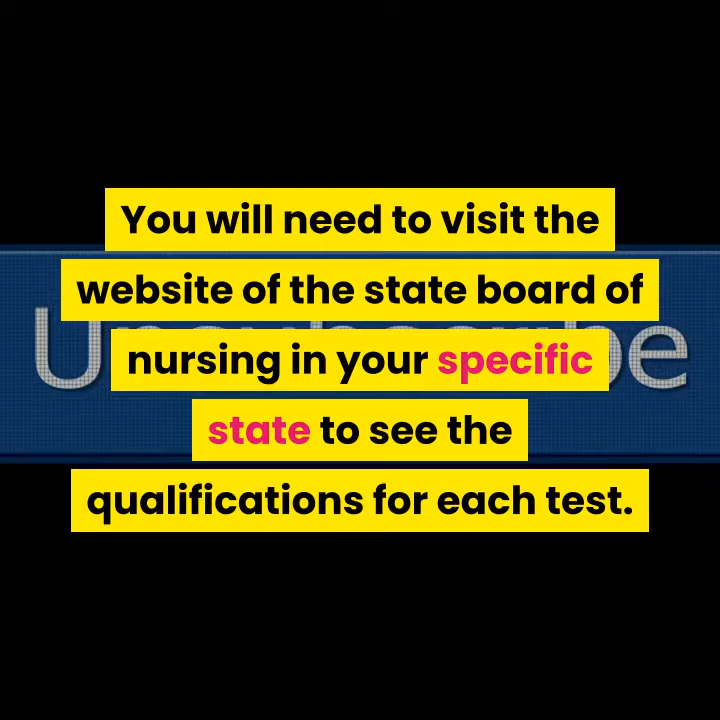 You will need to visit the
website of the state board of
nursing in your specific
state to see the
qualifications for each test.
Unsubscribe